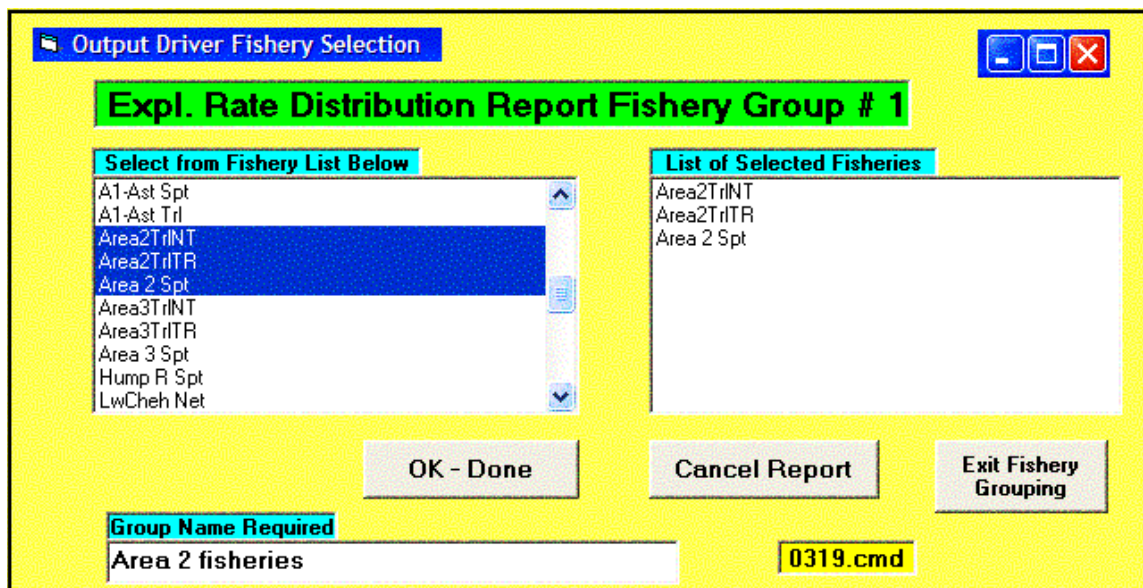 Output Driver Fishery Selection
Expl. Rate Distribution Report Fishery Group # 1
Select from Fishery List Below
A1-Ast Spt
A1-Ast Trl
Area2TrlNT
Area2TrlTR
Area 2 Spt
Area3TrlNT
Area3TrlTR
Area 3 Spt
Hump R Spt
LwCheh Net
List of Selected Fisheries
Area2TrlNT
Area2TrlTR
Area 2 Spt
OK - Done
Cancel Report
Exit Fishery
Grouping
Group Name Required
Area 2 fisheries
0319.cmd